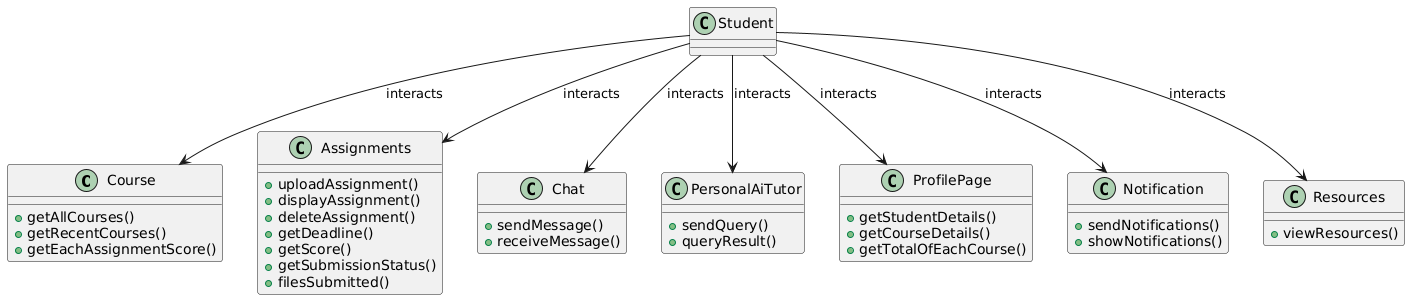 C Student
interacts
interacts
interacts
interacts
interacts
interacts
interacts
C Course
getAllCourses()
getRecentCourses()
getEachAssignmentScore()
C Assignments
uploadAssignment()
displayAssignment()
deleteAssignment()
getDeadline()
getScore()
getSubmissionStatus()
filesSubmitted()
C Chat
sendMessage()
receiveMessage()
C PersonalAiTutor
sendQuery()
queryResult()
C ProfilePage
getStudentDetails()
getCourseDetails()
getTotalOfEachCourse()
C Notification
sendNotifications()
showNotifications()
C Resources
viewResources()